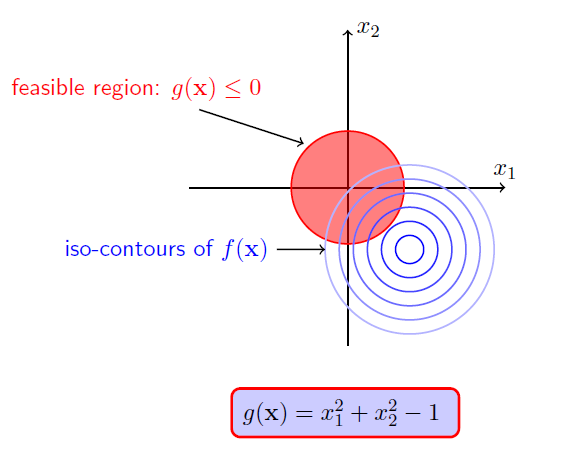 x₂
feasible region: g(𝐱) ≤ 0
x₁
iso-contours of f(𝐱)
g(𝐱) = x₁² + x₂² − 1